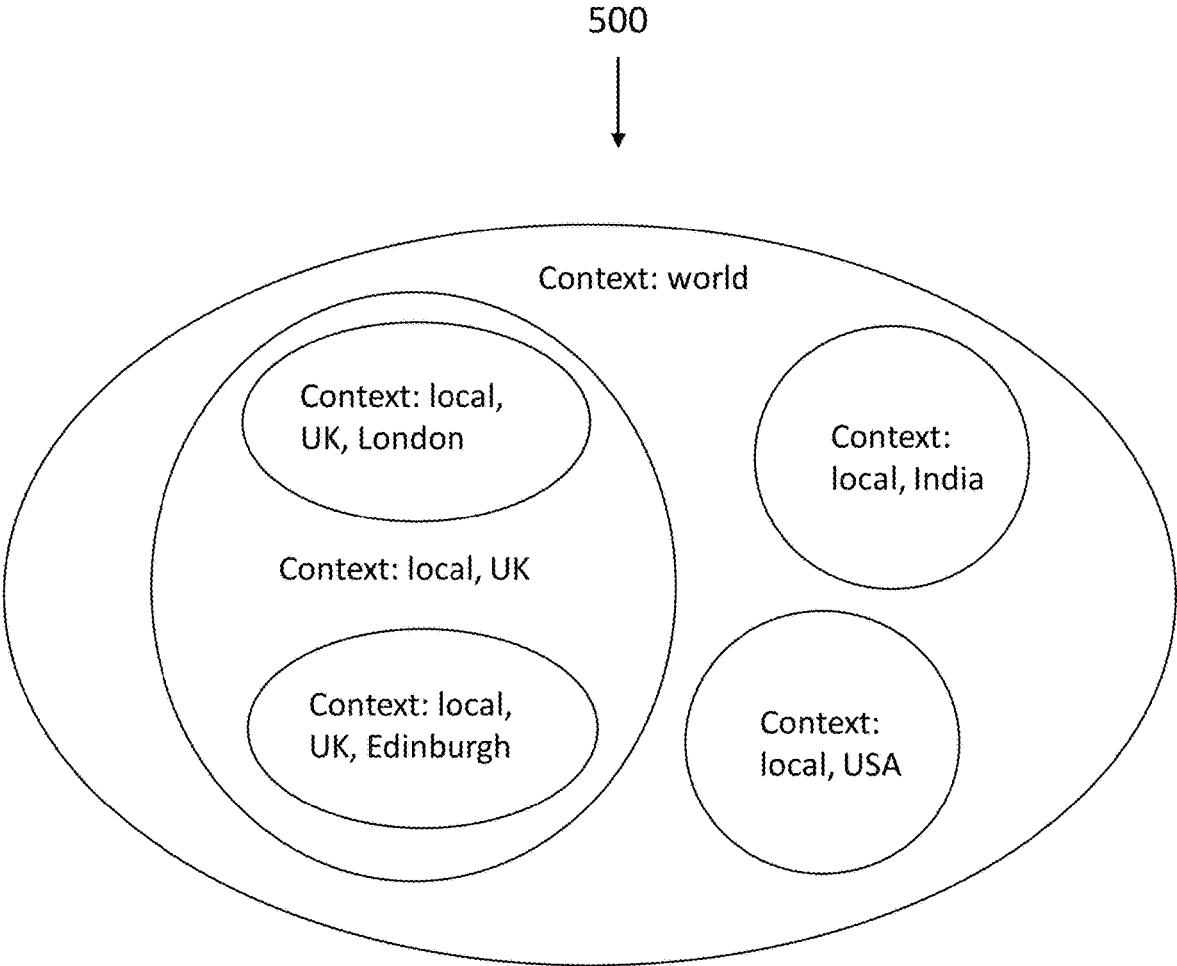 500
Context: world
Context: local,
UK, London
Context:
local, India
Context: local, UK
Context: local,
UK, Edinburgh
Context:
local, USA